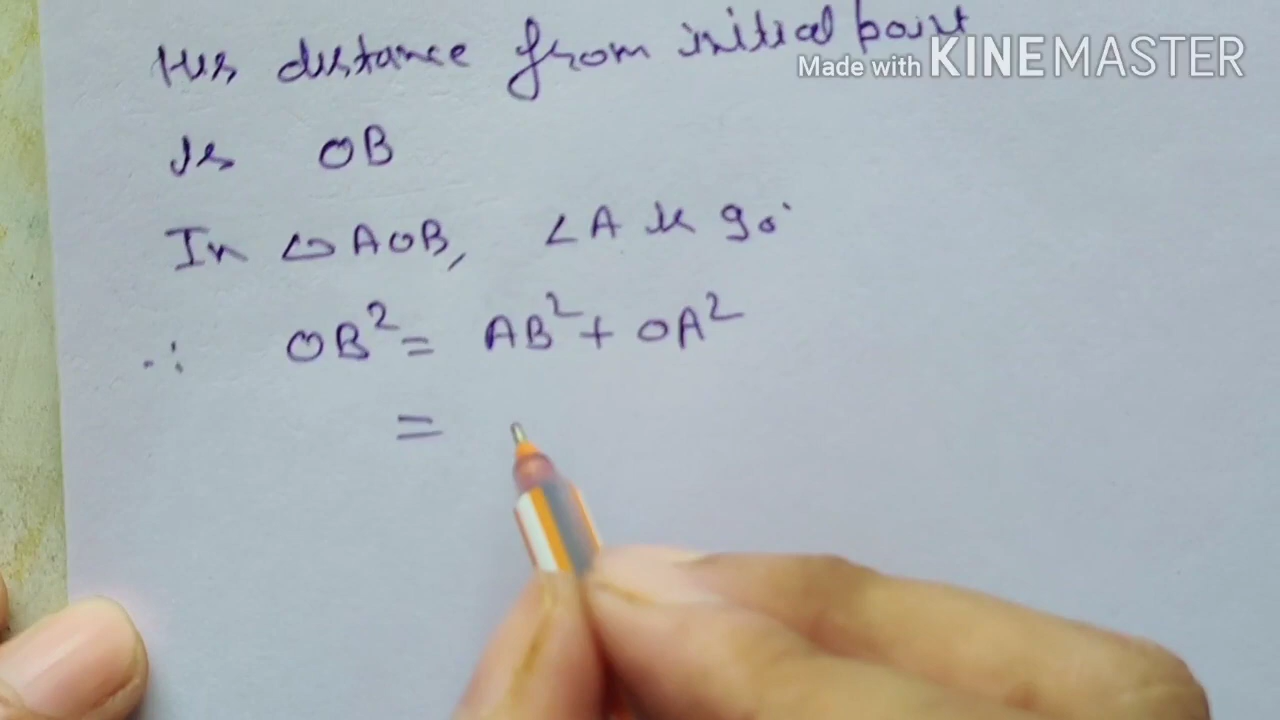 His distance from initial point
Made with KINEMASTER
is OB
In △AOB, ∠A is 90°
∴ OB² = AB² + OA²
=